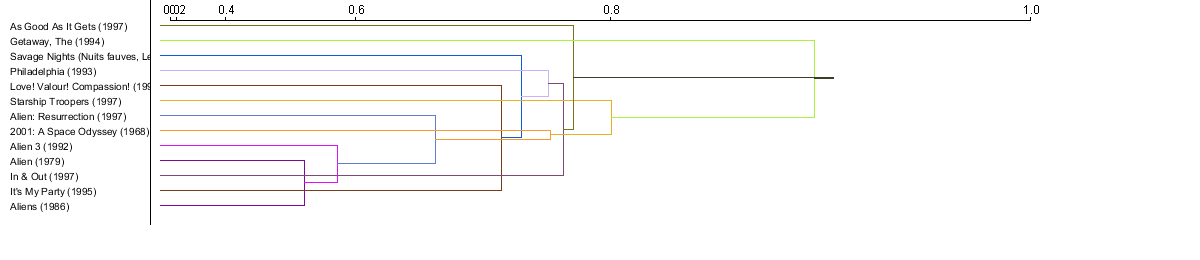 0.0 0.2 0.4 0.6 0.8 1.0
As Good As It Gets (1997)
Getaway, The (1994)
Savage Nights (Nuits fauves, Le
Philadelphia (1993)
Love! Valour! Compassion! (199
Starship Troopers (1997)
Alien: Resurrection (1997)
2001: A Space Odyssey (1968)
Alien 3 (1992)
Alien (1979)
In & Out (1997)
It's My Party (1995)
Aliens (1986)